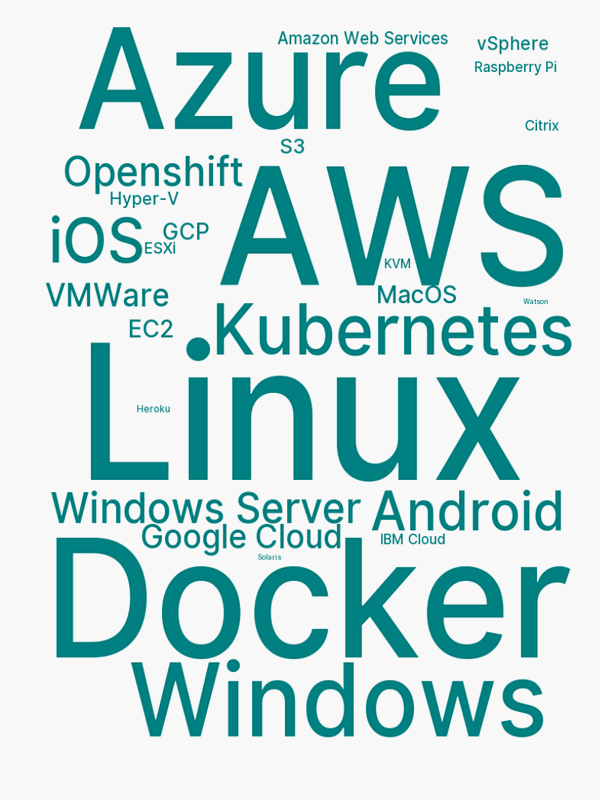 Amazon Web Services
vSphere
Azure
Raspberry Pi
Citrix
S3
Openshift
Hyper-V
AWS
iOS
GCP
ESXi
KVM
VMWare
MacOS
Watson
EC2
Kubernetes
Linux
Heroku
Windows Server
Android
Google Cloud
IBM Cloud
Solaris
Docker
Windows